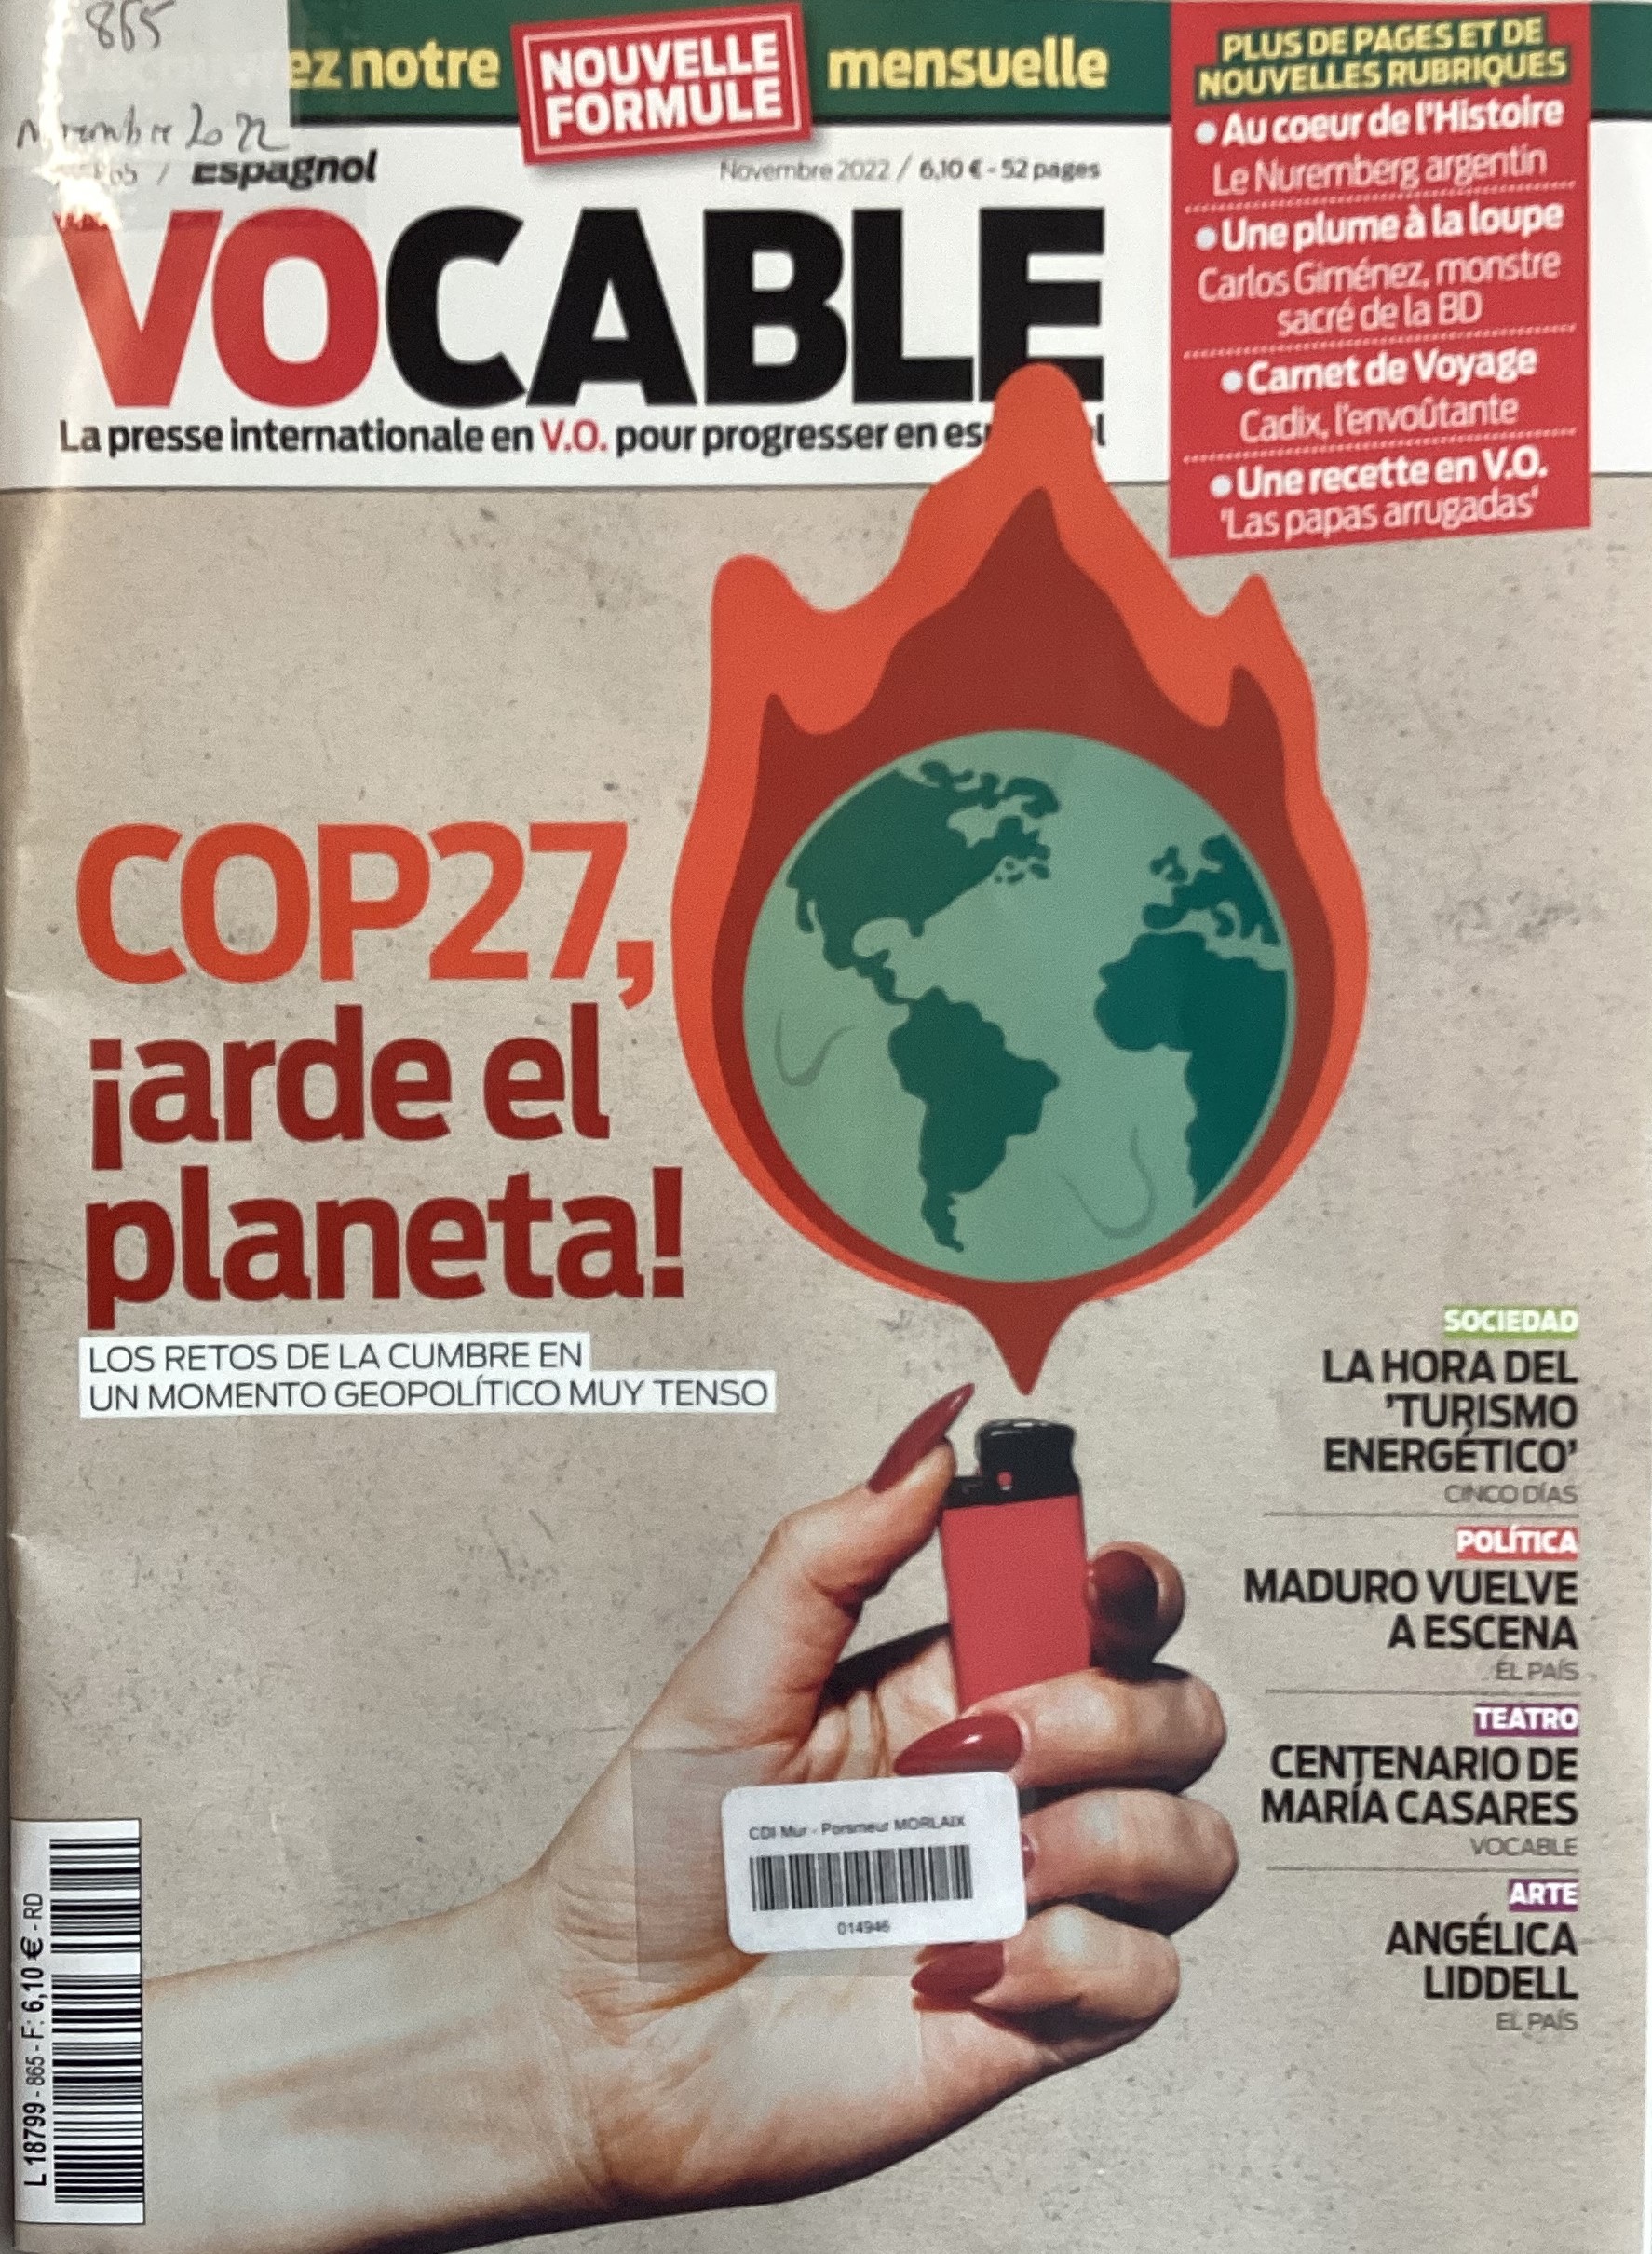 865
ez notre
NOUVELLE
FORMULE
mensuelle
novembre 2022
/ Espagnol
Novembre 2022 / 6,10 € - 52 pages
VOCABLE
La presse internationale en V.O. pour progresser en
PLUS DE PAGES ET DE
NOUVELLES RUBRIQUES
• Au coeur de l'Histoire
Le Nuremberg argentin
• Une plume à la loupe
Carlos Giménez, monstre
sacré de la BD
• Carnet de Voyage
Cadix, l'envoûtante
• Une recette en V.O.
'Las papas arrugadas'
COP27,
¡arde el
planeta!
LOS RETOS DE LA CUMBRE EN
UN MOMENTO GEOPOLÍTICO MUY TENSO
SOCIEDAD
LA HORA DEL
'TURISMO
ENERGÉTICO'
CINCO DÍAS
POLÍTICA
MADURO VUELVE
A ESCENA
EL PAÍS
TEATRO
CENTENARIO DE
MARÍA CASARES
VOCABLE
ARTE
ANGÉLICA
LIDDELL
EL PAÍS
CDI Mur - Porsmeur MORLAIX
014946
L 18799 - 865 - F: 6,10 € - RD